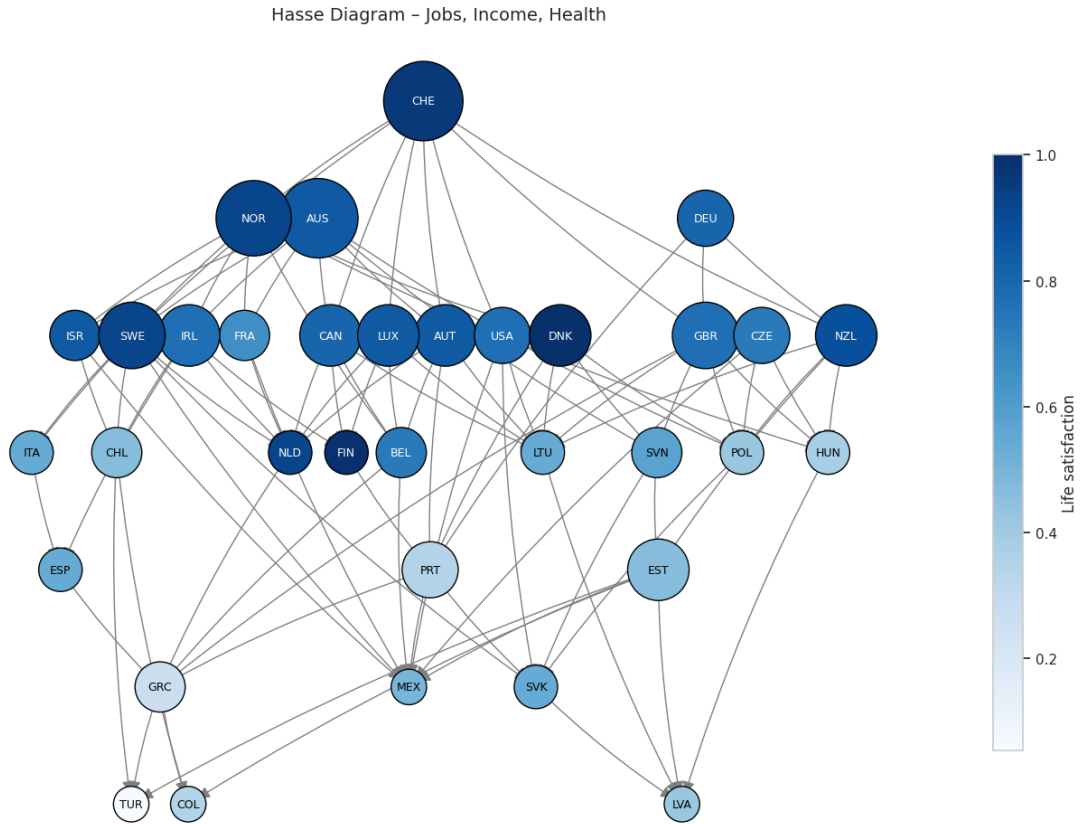 Hasse Diagram – Jobs, Income, Health
CHE
NOR
AUS
DEU
ISR
SWE
IRL
FRA
CAN
LUX
AUT
USA
DNK
GBR
CZE
NZL
ITA
CHL
NLD
FIN
BEL
LTU
SVN
POL
HUN
ESP
PRT
EST
GRC
MEX
SVK
TUR
COL
LVA
1.0
0.8
0.6
0.4
0.2
Life satisfaction